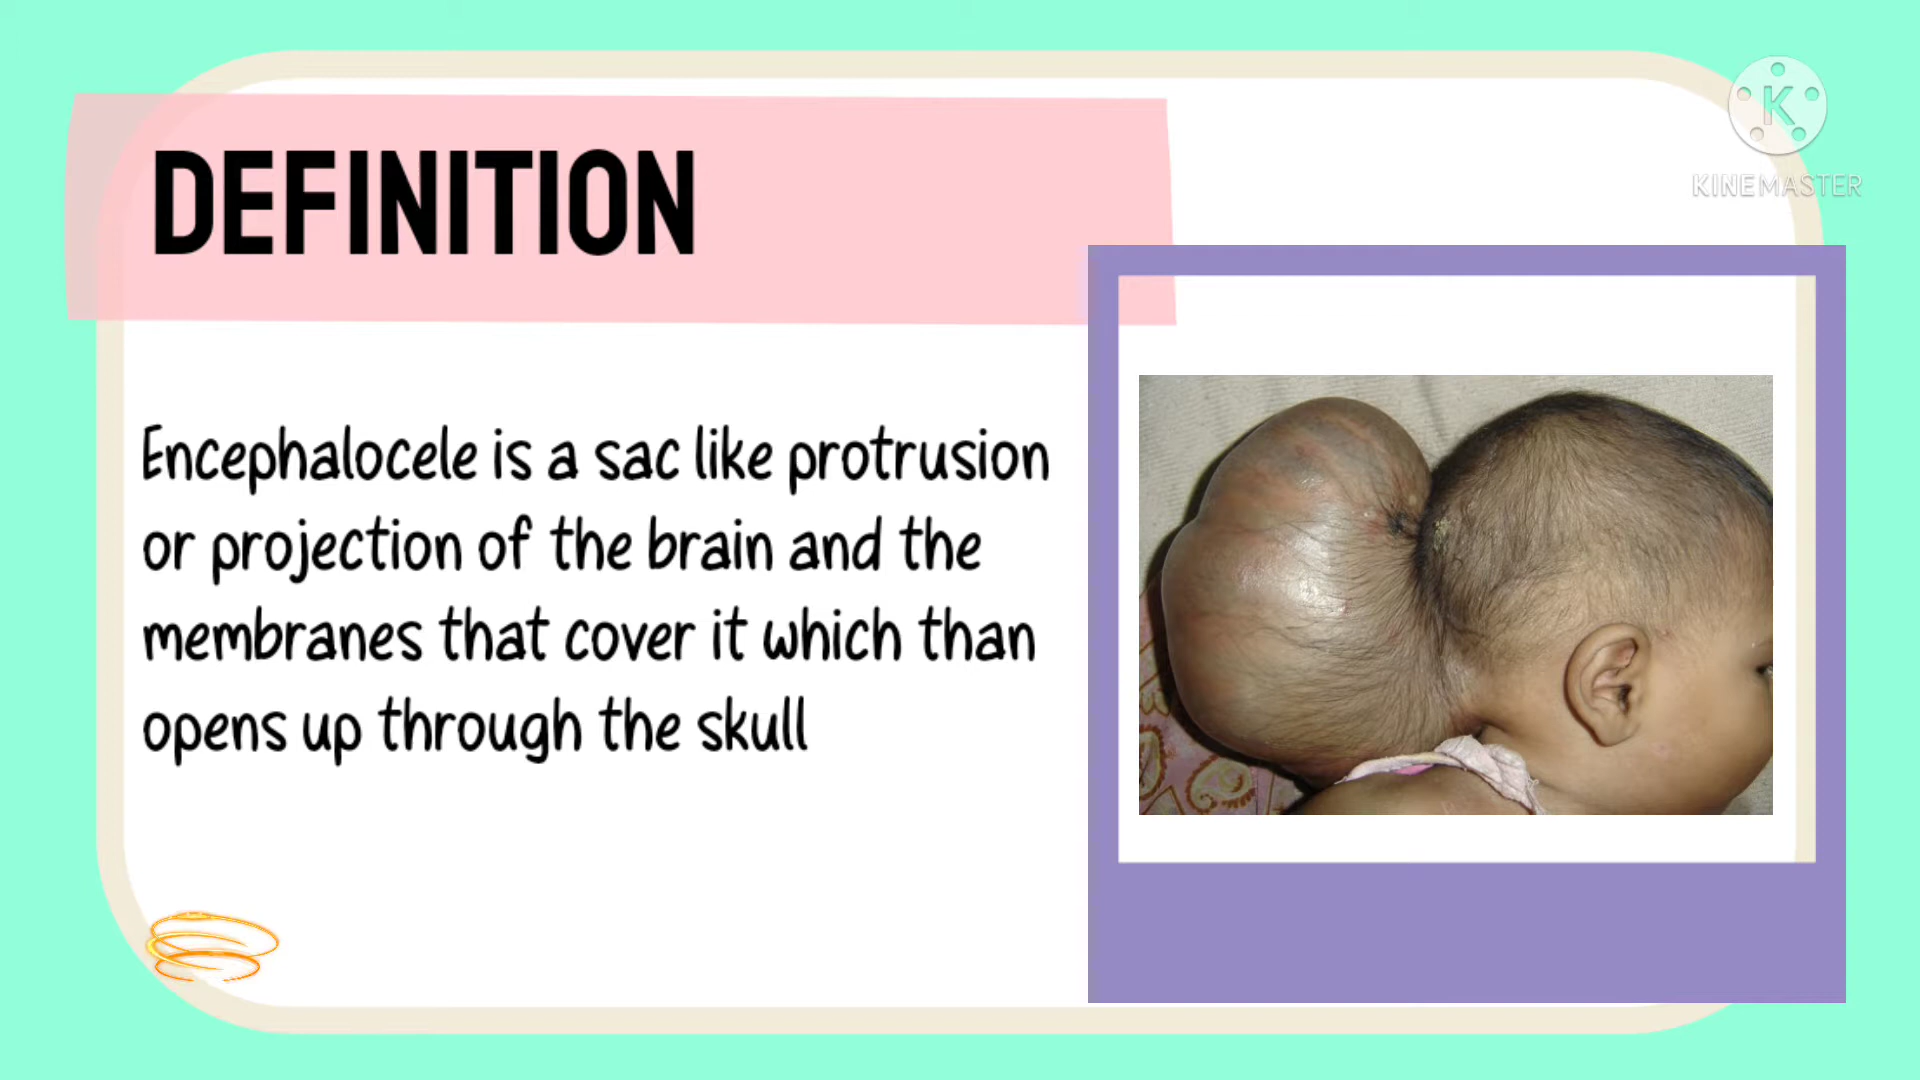 DEFINITION
K
KINEMASTER
Encephalocele is a sac like protrusion
or projection of the brain and the
membranes that cover it which than
opens up through the skull